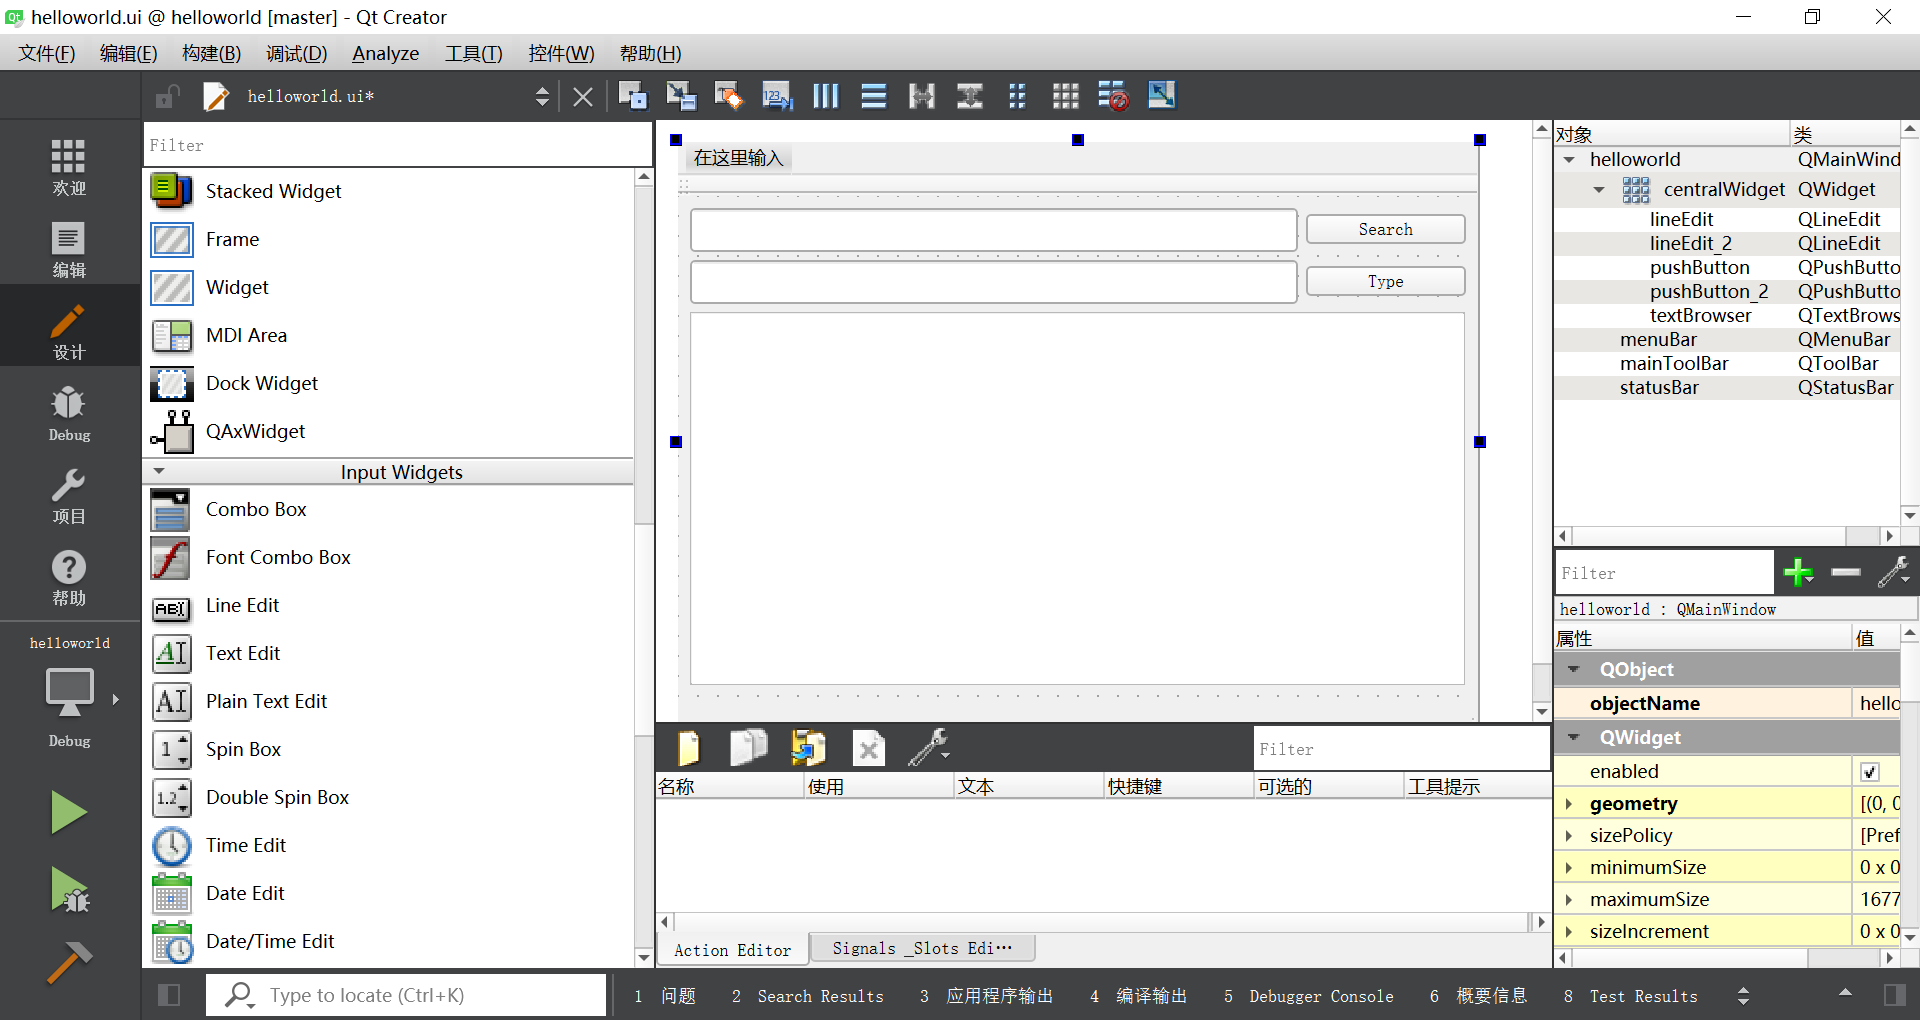 helloworld.ui @ helloworld [master] - Qt Creator
文件(F) 编辑(E) 构建(B) 调试(D) Analyze 工具(T) 控件(W) 帮助(H)
helloworld.ui*
欢迎
编辑
设计
Debug
项目
帮助
helloworld
Debug
Filter
Stacked Widget
Frame
Widget
MDI Area
Dock Widget
QAxWidget
Input Widgets
Combo Box
Font Combo Box
Line Edit
Text Edit
Plain Text Edit
Spin Box
Double Spin Box
Time Edit
Date Edit
Date/Time Edit
在这里输入
Search
Type
Filter
名称 使用 文本 快捷键 可选的 工具提示
Action Editor Signals _Slots Edi···
对象 类
helloworld QMainWind
centralWidget QWidget
lineEdit QLineEdit
lineEdit_2 QLineEdit
pushButton QPushButto
pushButton_2 QPushButto
textBrowser QTextBrows
menuBar QMenuBar
mainToolBar QToolBar
statusBar QStatusBar
Filter
helloworld : QMainWindow
属性 值
QObject
objectName hello
QWidget
enabled
geometry [(0, 0
sizePolicy [Pref
minimumSize 0 x 0
maximumSize 1677
sizeIncrement 0 x 0
Type to locate (Ctrl+K) 1 问题 2 Search Results 3 应用程序输出 4 编译输出 5 Debugger Console 6 概要信息 8 Test Results